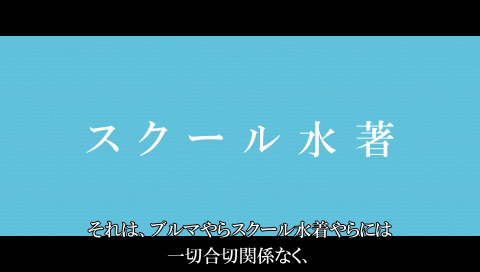 スクール水著
それは、ブルマやらスクール水着やらには
一切合切関係なく、